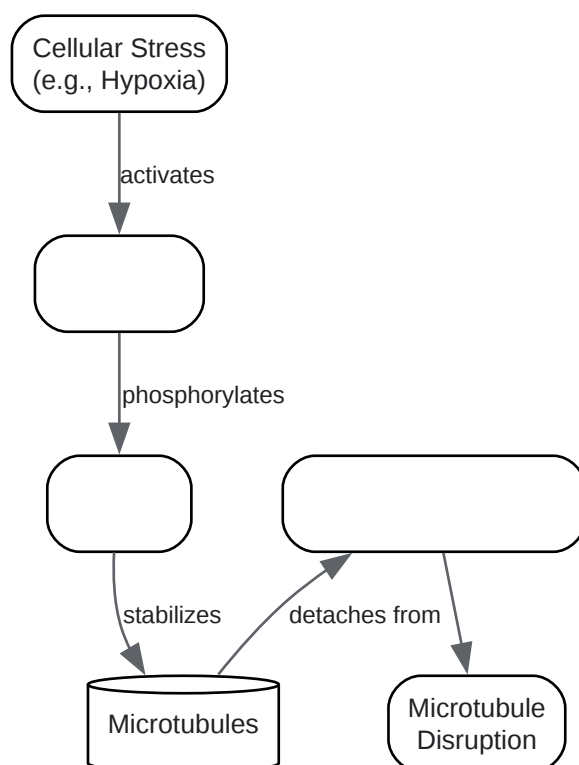 Cellular Stress
(e.g., Hypoxia)
activates
phosphorylates
stabilizes
detaches from
Microtubules
Microtubule
Disruption